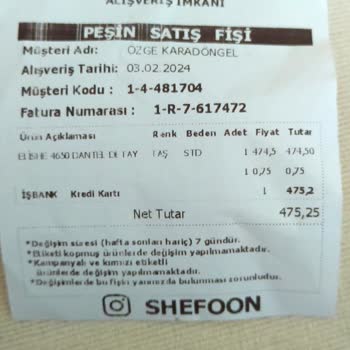 ALIŞVERİŞ İMKANI
PEŞİN SATIŞ FİŞİ
Müşteri Adı: ÖZGE KARADÖNGEL
Alışveriş Tarihi: 03.02.2024
Müşteri Kodu : 1-4-481704
Fatura Numarası : 1-R-7-617472
Ürün Açıklaması Renk Beden Adet Fiyat Tutar
ELİSHE 4650 DANTEL DETAY TAŞ STD 1 474,5 474,50
1 0,75 0,75
İŞBANK Kredi Kartı 1 475,2
Net Tutar 475,25
*Değişim süresi (hafta sonları hariç) 7 gündür.
*Etiketi kopmuş ürünlerde değişim yapılmamaktadır.
*Kampanyalı ve kırmızı etiketli
ürünlerde değişim yapılmamaktadır.
*Değişimlerde bu fişin yanınızda bulunması zorunludur.
SHEFOON